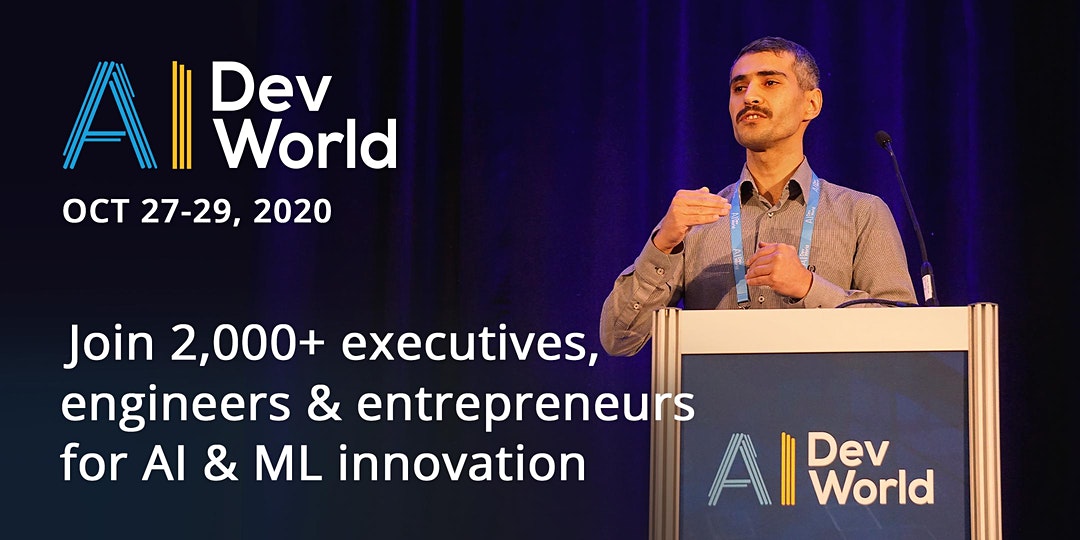 AI Dev
World
OCT 27-29, 2020
Join 2,000+ executives,
engineers & entrepreneurs
for AI & ML innovation
AI Dev
World